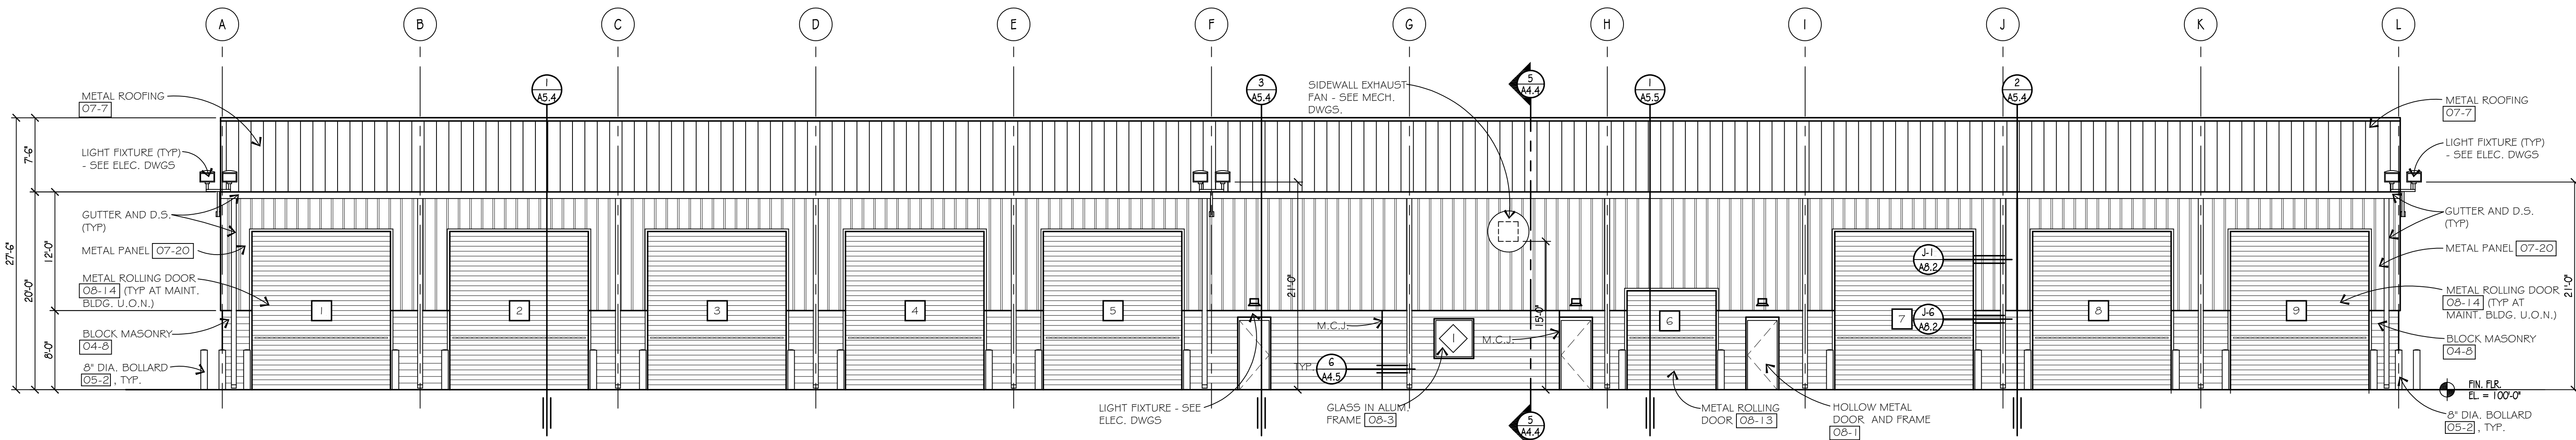 A B C D E F G H I J K L
1
A5.4
3
A5.4
5
A4.4
1
A5.5
2
A5.4
METAL ROOFING
07-7
LIGHT FIXTURE (TYP)
- SEE ELEC. DWGS
GUTTER AND D.S.
(TYP)
METAL PANEL 07-20
METAL ROLLING DOOR
08-14 (TYP AT MAINT.
BLDG. U.O.N.)
BLOCK MASONRY
04-8
8" DIA. BOLLARD
05-2 , TYP.
27'-6"
7'-6"
20'-0"
12'-0"
8'-0"
SIDEWALL EXHAUST
FAN - SEE MECH.
DWGS.
1 2 3 4 5 6 7 8 9
21'-0"
15'-0"
M.C.J.
M.C.J.
1
TYP.
6
A4.5
J-1
A8.2
J-6
A8.2
LIGHT FIXTURE - SEE
ELEC. DWGS
GLASS IN ALUM.
FRAME 08-3
5
A4.4
METAL ROLLING
DOOR 08-13
HOLLOW METAL
DOOR AND FRAME
08-1
METAL ROOFING
07-7
LIGHT FIXTURE (TYP)
- SEE ELEC. DWGS
GUTTER AND D.S.
(TYP)
METAL PANEL 07-20
METAL ROLLING DOOR
08-14 (TYP AT
MAINT. BLDG. U.O.N.)
BLOCK MASONRY
04-8
21'-0"
FIN. FLR.
EL. = 100'-0"
8" DIA. BOLLARD
05-2 , TYP.